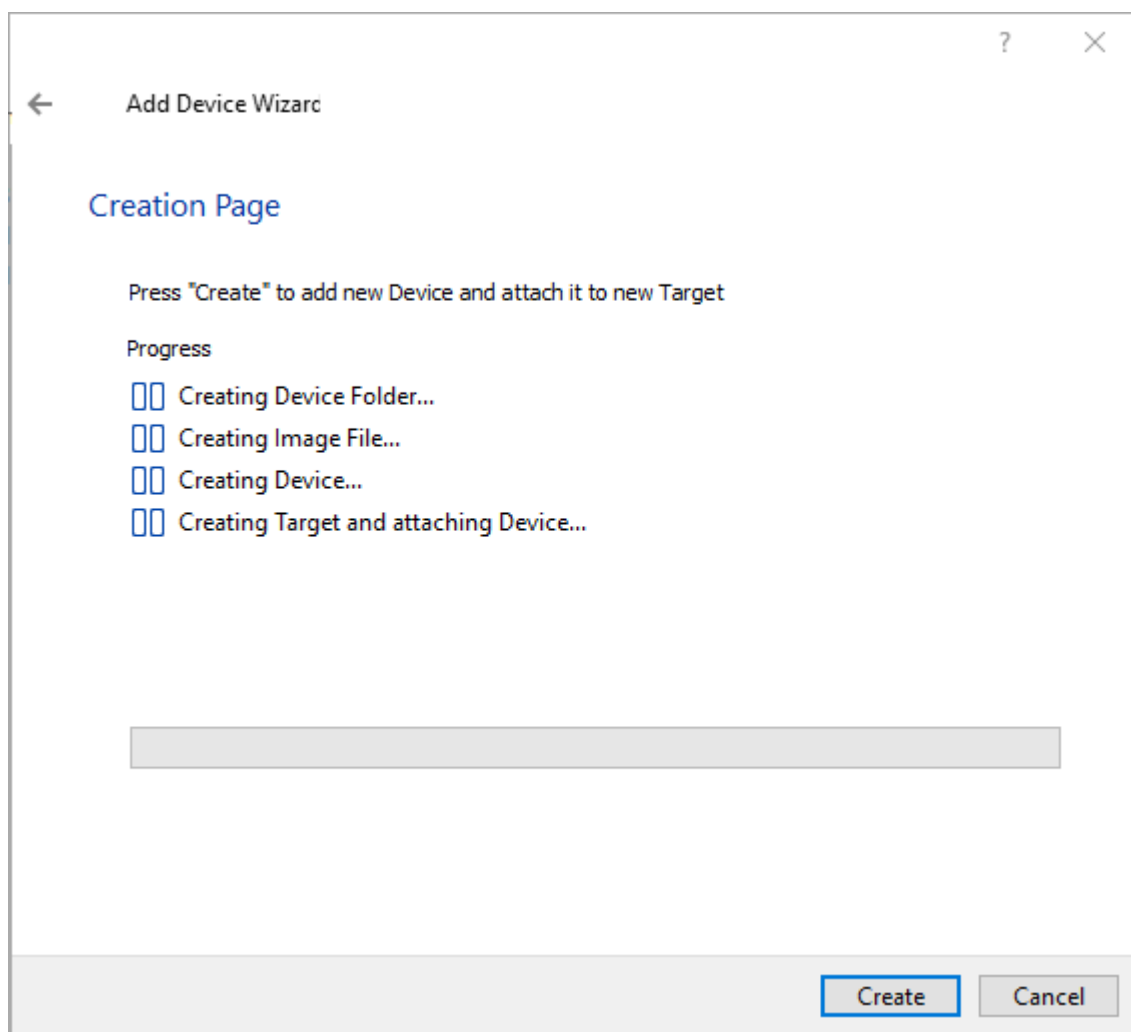 Add Device Wizard
Creation Page
Press "Create" to add new Device and attach it to new Target
Progress
Creating Device Folder...
Creating Image File...
Creating Device...
Creating Target and attaching Device...
Create
Cancel